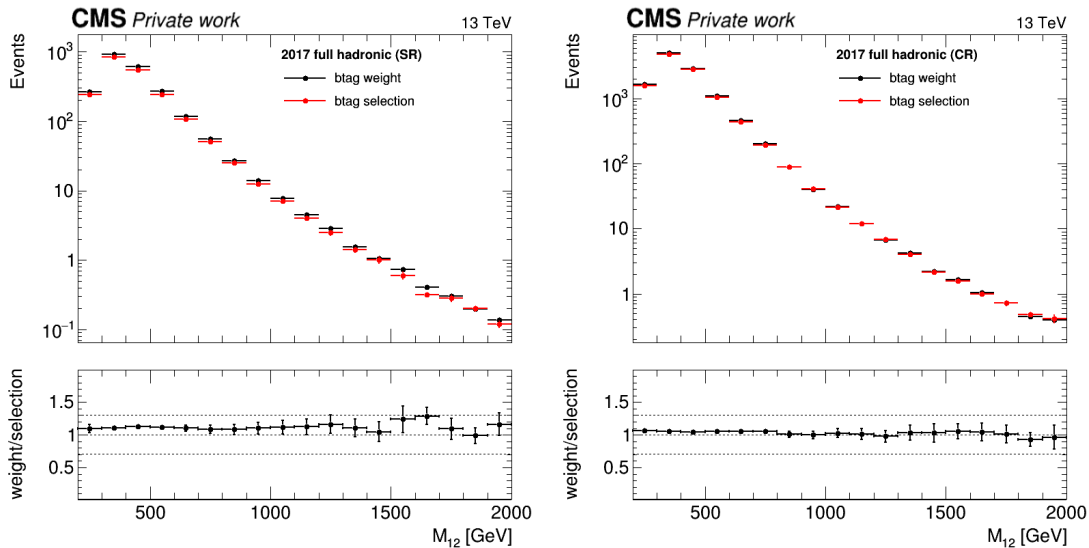 CMS Private work 13 TeV
Events
2017 full hadronic (SR)
btag weight
btag selection
10³
10²
10
1
10⁻¹
weight/selection
1.5
1
0.5
500 1000 1500 2000
M₁₂ [GeV]
CMS Private work 13 TeV
Events
2017 full hadronic (CR)
btag weight
btag selection
10³
10²
10
1
weight/selection
1.5
1
0.5
500 1000 1500 2000
M₁₂ [GeV]